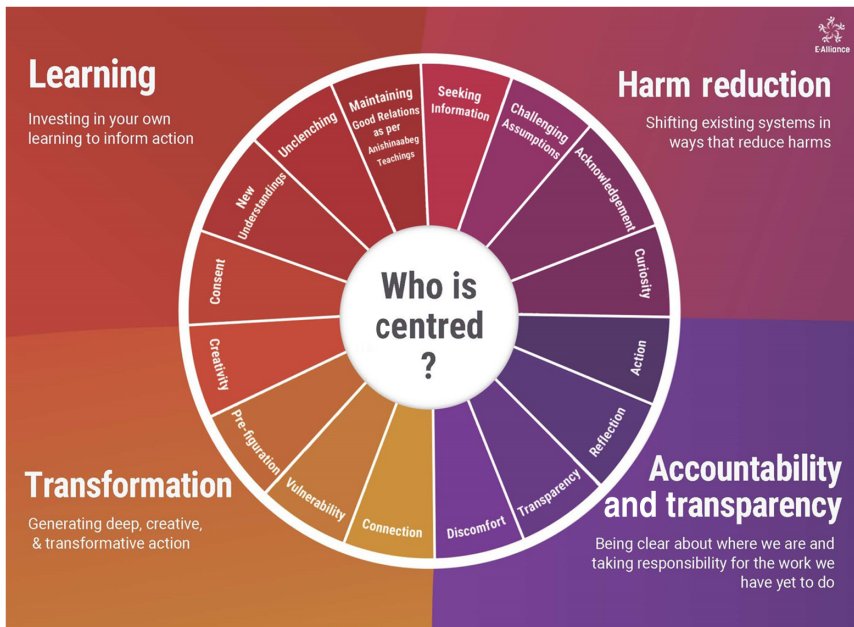 E-Alliance
Learning
Investing in your own
learning to inform action
Harm reduction
Shifting existing systems in
ways that reduce harms
Seeking
Information
Challenging
Assumptions
Acknowledgement
Curiosity
Action
Reflection
Transparency
Discomfort
Connection
Vulnerability
Pre-figuration
Creativity
Consent
New
Understandings
Unclenching
Maintaining
Good Relations
as per
Anishinaabeg
Teachings
Who is
centred
?
Transformation
Generating deep, creative,
& transformative action
Accountability
and transparency
Being clear about where we are and
taking responsibility for the work we
have yet to do